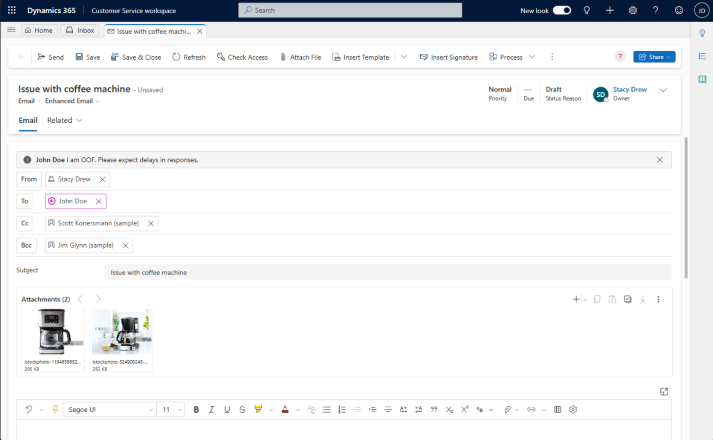 Dynamics 365 Customer Service workspace Search New look JD
Home Inbox Issue with coffee machi...
Send Save Save & Close Refresh Check Access Attach File Insert Template Insert Signature Process Share
Issue with coffee machine - Unsaved
Email · Enhanced Email
Normal
Priority
---
Due
Draft
Status Reason
SD
Stacy Drew
Owner
Email Related
John Doe I am OOF. Please expect delays in responses.
From Stacy Drew
To John Doe
Cc Scott Konersmann (sample)
Bcc Jim Glynn (sample)
Subject Issue with coffee machine
Attachments (2)
205 KB
252 KB
Segoe UI 11 B I U S